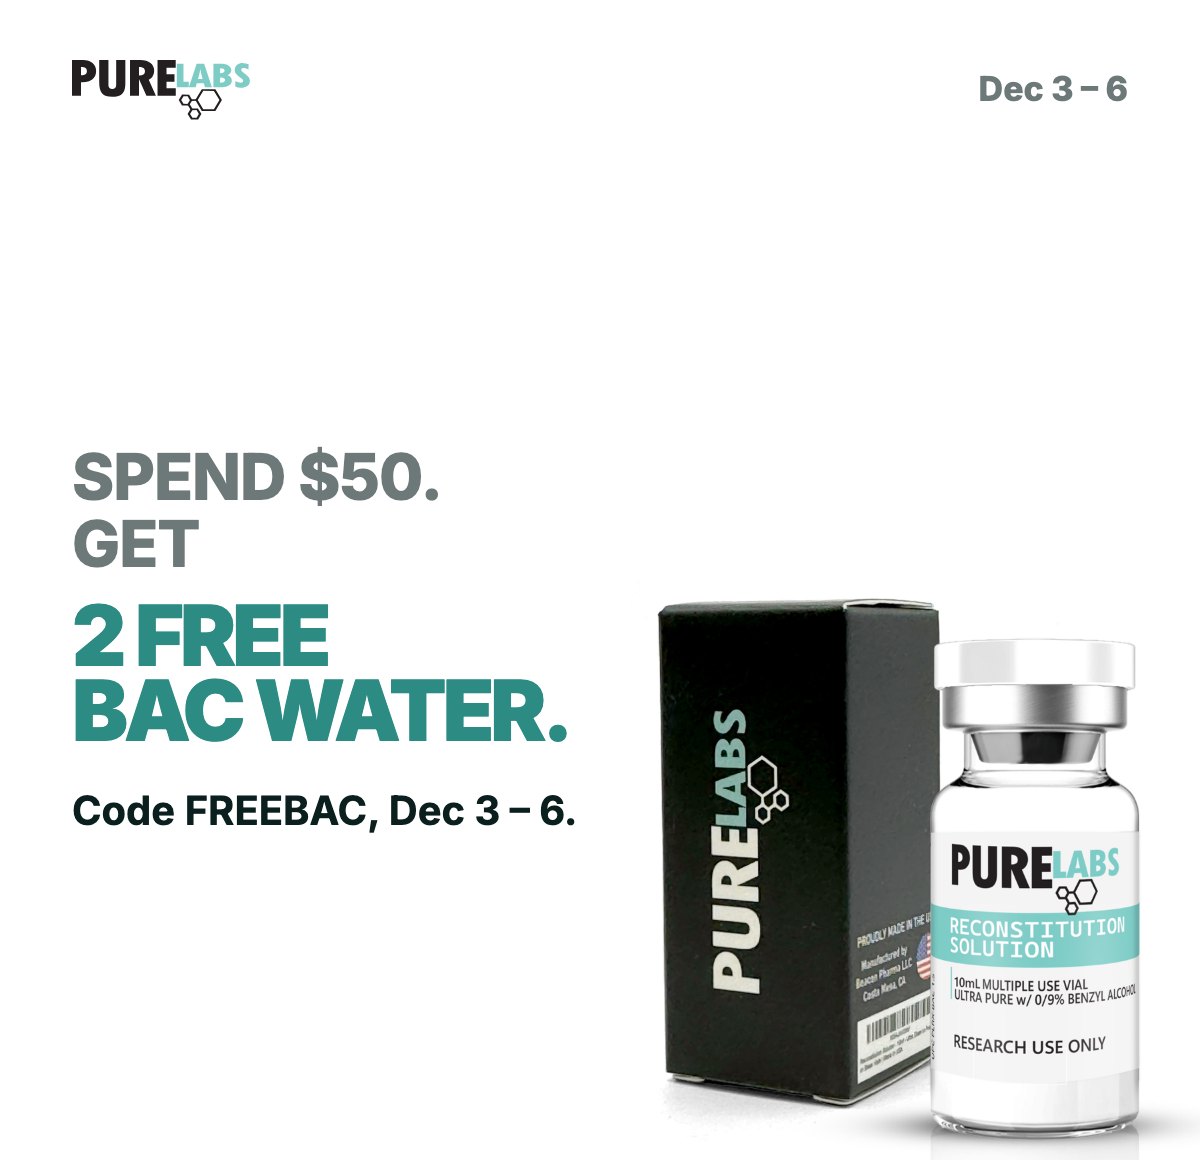 PURELABS
Dec 3 – 6
SPEND $50.
GET
2 FREE
BAC WATER.
Code FREEBAC, Dec 3 – 6.
PURELABS
PROUDLY MADE IN THE
Manufactured by
Beacon Pharma LLC
Costa Mesa, CA
PURELABS
RECONSTITUTION
SOLUTION
10mL MULTIPLE USE VIAL
ULTRA PURE w/ 0/9% BENZYL ALCOHOL
RESEARCH USE ONLY